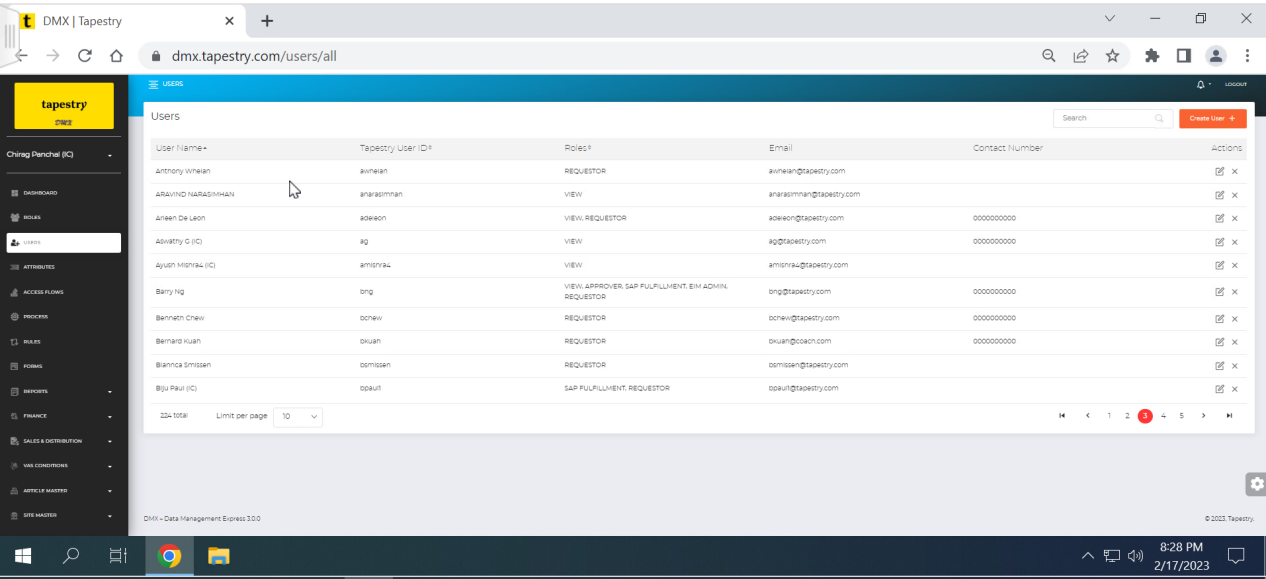 t DMX | Tapestry
dmx.tapestry.com/users/all
tapestry
DMX
USERS
LOGOUT
Chirag Panchal (IC)
DASHBOARD
ROLES
USERS
ATTRIBUTES
ACCESS FLOWS
PROCESS
RULES
FORMS
REPORTS
FINANCE
SALES & DISTRIBUTION
VAS CONDITIONS
ARTICLE MASTER
SITE MASTER
Users
Search
Create User +
User Name Tapestry User ID Roles Email Contact Number Actions
Anthony Whelan awhelan REQUESTOR awhelan@tapestry.com
ARAVIND NARASIMHAN anarasimhan VIEW anarasimhan@tapestry.com
Arleen De Leon adeleon VIEW, REQUESTOR adeleon@tapestry.com 0000000000
Aswathy G (IC) ag VIEW ag@tapestry.com 0000000000
Ayush Mishra4 (IC) amishra4 VIEW amishra4@tapestry.com
Barry Ng bng VIEW, APPROVER, SAP FULFILLMENT, EIM ADMIN, REQUESTOR bng@tapestry.com 0000000000
Benneth Chew bchew REQUESTOR bchew@tapestry.com 0000000000
Bernard Kuan bkuan REQUESTOR bkuan@coach.com 0000000000
Biannca Smissen bsmissen REQUESTOR bsmissen@tapestry.com
Biju Paul (IC) bpaul1 SAP FULFILLMENT, REQUESTOR bpaul1@tapestry.com
224 total Limit per page 10 1 2 3 4 5
DMX – Data Management Express 3.0.0 © 2023, Tapestry.
8:28 PM
2/17/2023